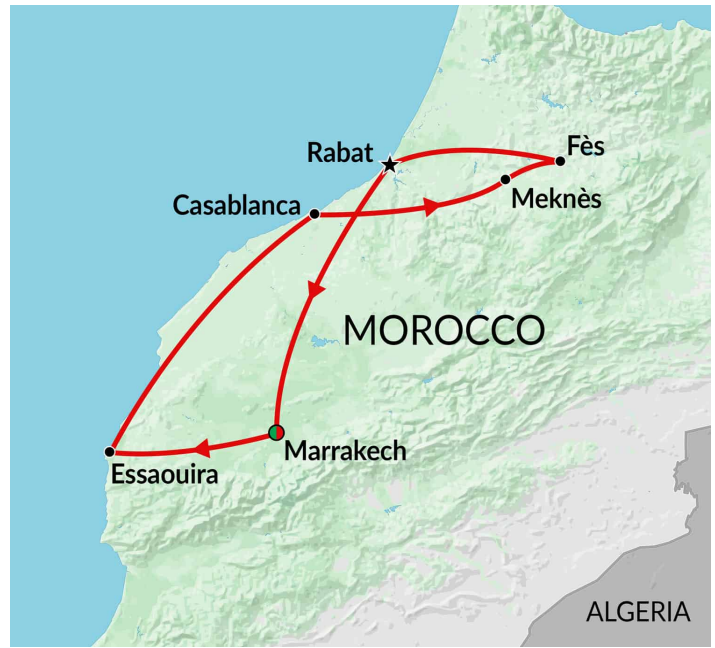 Rabat
Fès
Casablanca
Meknès
MOROCCO
Marrakech
Essaouira
ALGERIA